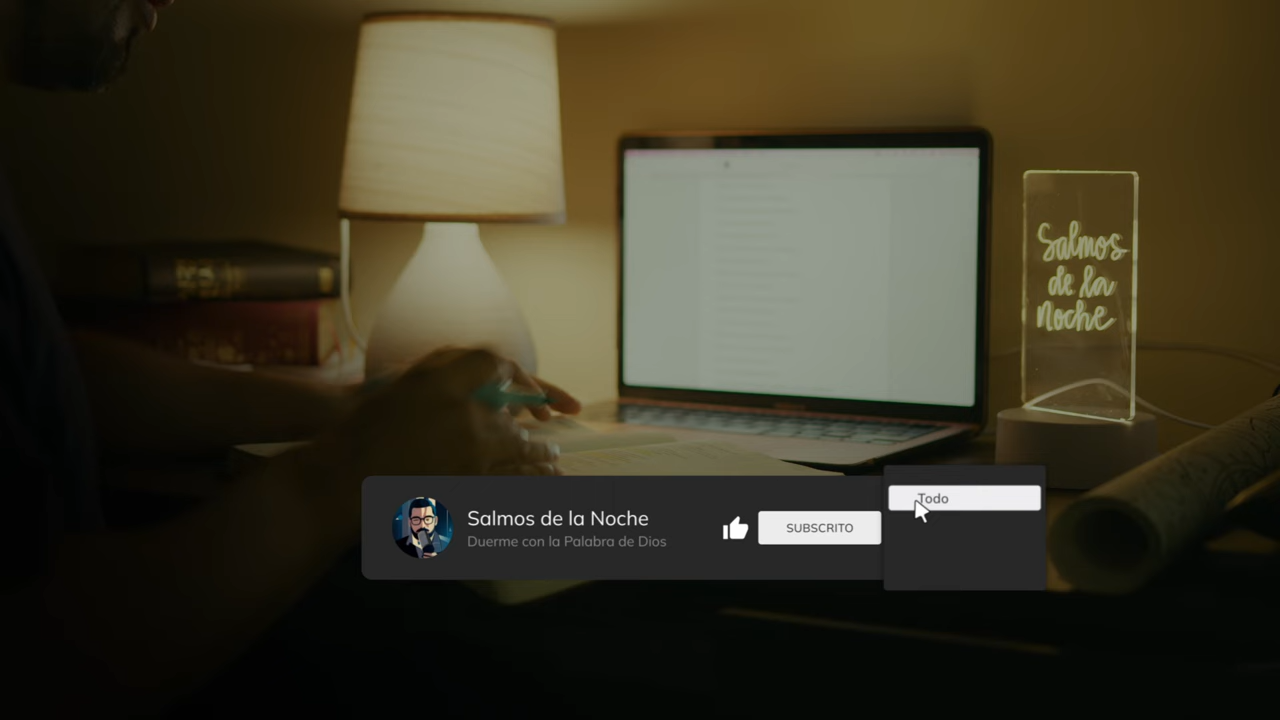 Salmos
de la
noche
Salmos de la Noche
Duerme con la Palabra de Dios
SUBSCRITO
Todo